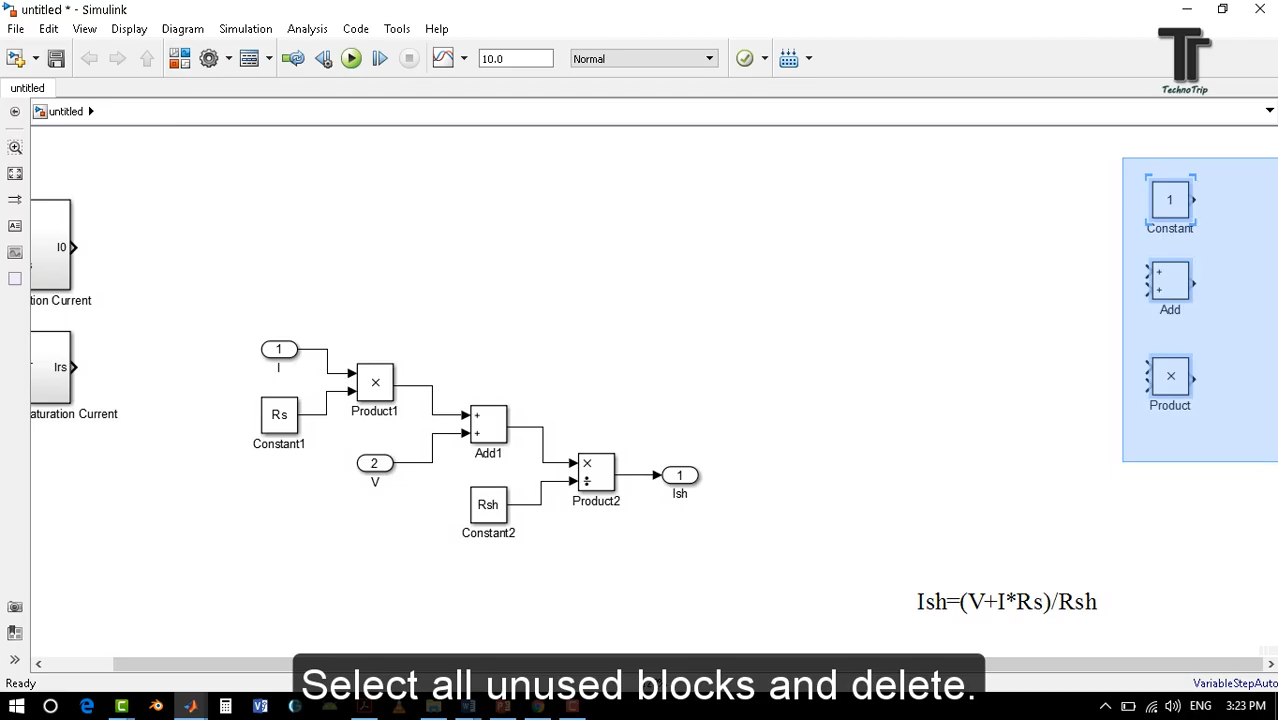 untitled * - Simulink
File Edit View Display Diagram Simulation Analysis Code Tools Help
10.0
Normal
TT
TechnoTrip
untitled
untitled
1
Constant
+
+
Add
×
Product
I0
tion Current
Irs
aturation Current
1
I
Rs
Constant1
×
Product1
2
V
+
+
Add1
Rsh
Constant2
×
÷
Product2
1
Ish
Ish=(V+I*Rs)/Rsh
Select all unused blocks and delete.
Ready
VariableStepAuto
ENG 3:23 PM